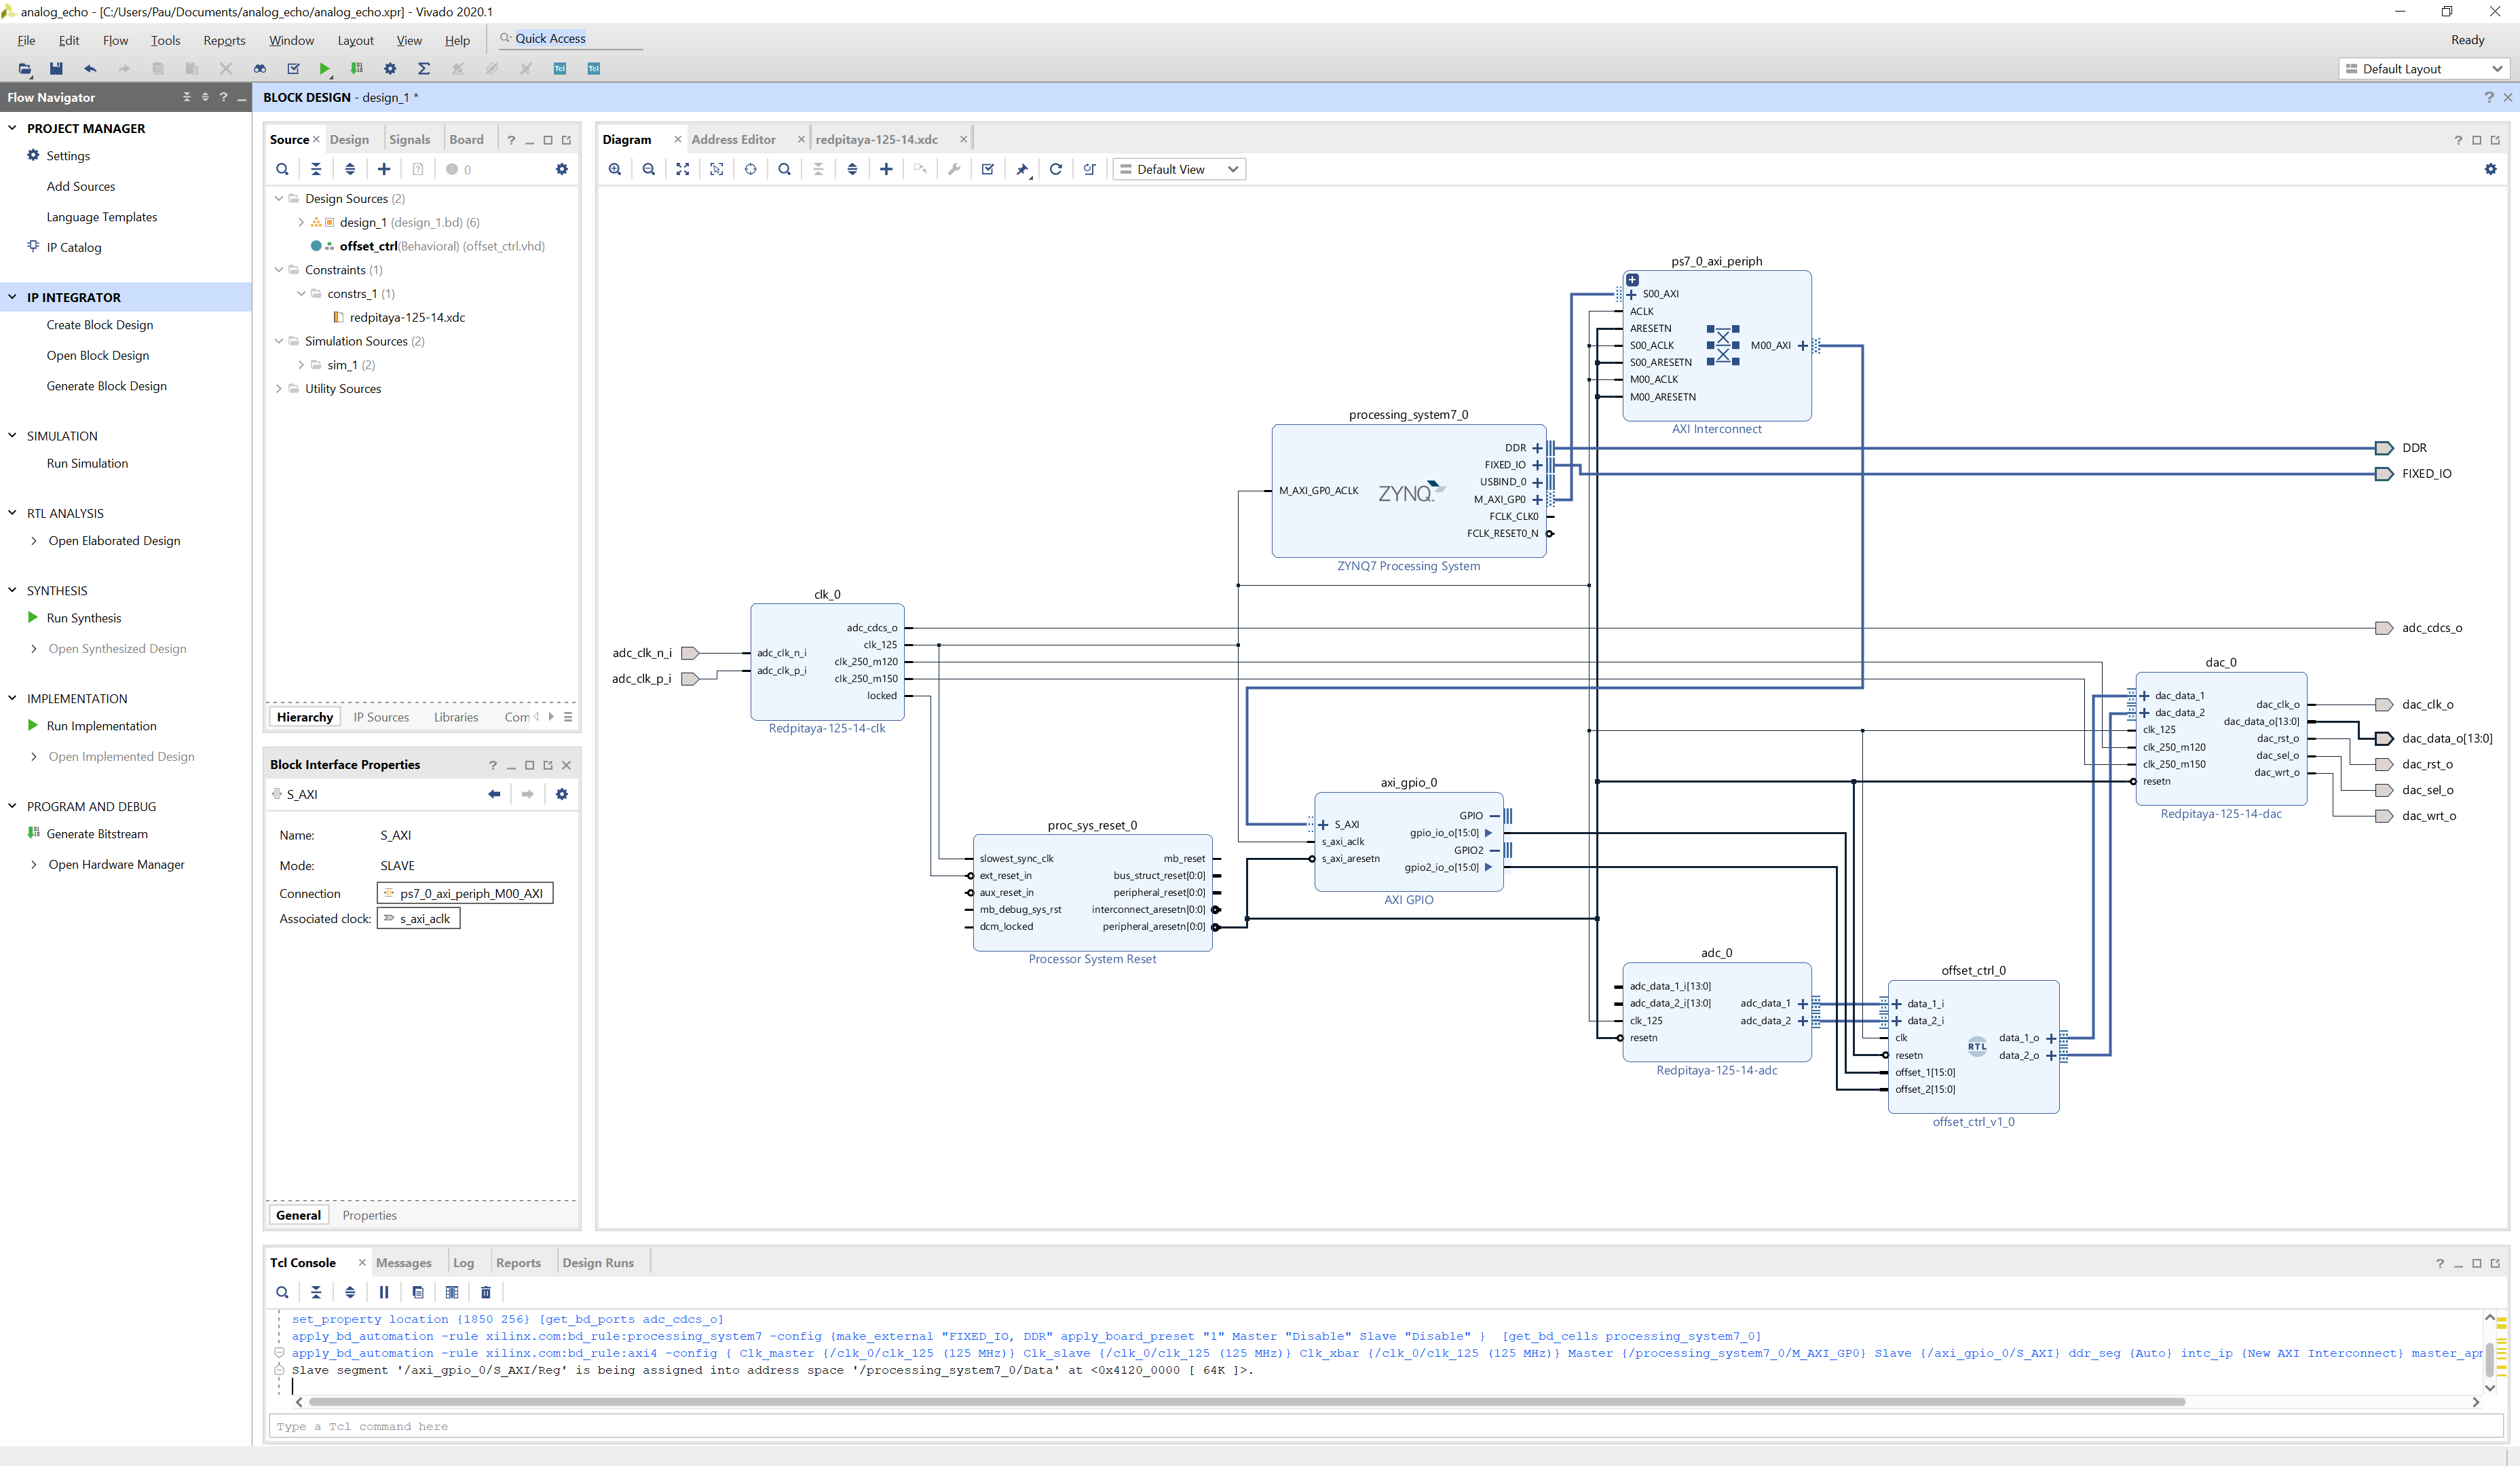 analog_echo - [C:/Users/Pau/Documents/analog_echo/analog_echo.xpr] - Vivado 2020.1
File Edit Flow Tools Reports Window Layout View Help Quick Access
Ready
Tcl Tcl
Default Layout
Flow Navigator
PROJECT MANAGER
Settings
Add Sources
Language Templates
IP Catalog
IP INTEGRATOR
Create Block Design
Open Block Design
Generate Block Design
SIMULATION
Run Simulation
RTL ANALYSIS
Open Elaborated Design
SYNTHESIS
Run Synthesis
Open Synthesized Design
IMPLEMENTATION
Run Implementation
Open Implemented Design
PROGRAM AND DEBUG
Generate Bitstream
Open Hardware Manager
BLOCK DESIGN - design_1 *
Source Design Signals Board
0
Design Sources (2)
design_1 (design_1.bd) (6)
offset_ctrl(Behavioral) (offset_ctrl.vhd)
Constraints (1)
constrs_1 (1)
redpitaya-125-14.xdc
Simulation Sources (2)
sim_1 (2)
Utility Sources
Hierarchy IP Sources Libraries Com
Block Interface Properties
S_AXI
Name: S_AXI
Mode: SLAVE
Connection ps7_0_axi_periph_M00_AXI
Associated clock: s_axi_aclk
General Properties
Diagram Address Editor redpitaya-125-14.xdc
Default View
ps7_0_axi_periph
S00_AXI
ACLK
ARESETN
S00_ACLK
S00_ARESETN
M00_ACLK
M00_ARESETN
M00_AXI
AXI Interconnect
processing_system7_0
M_AXI_GP0_ACLK
ZYNQ
DDR
FIXED_IO
USBIND_0
M_AXI_GP0
FCLK_CLK0
FCLK_RESET0_N
ZYNQ7 Processing System
DDR
FIXED_IO
clk_0
adc_clk_n_i
adc_clk_p_i
adc_clk_n_i
adc_clk_p_i
adc_cdcs_o
clk_125
clk_250_m120
clk_250_m150
locked
Redpitaya-125-14-clk
adc_cdcs_o
dac_0
dac_data_1
dac_data_2
clk_125
clk_250_m120
clk_250_m150
resetn
dac_clk_o
dac_data_o[13:0]
dac_rst_o
dac_sel_o
dac_wrt_o
Redpitaya-125-14-dac
dac_clk_o
dac_data_o[13:0]
dac_rst_o
dac_sel_o
dac_wrt_o
axi_gpio_0
S_AXI
s_axi_aclk
s_axi_aresetn
GPIO
gpio_io_o[15:0]
GPIO2
gpio2_io_o[15:0]
AXI GPIO
proc_sys_reset_0
slowest_sync_clk
ext_reset_in
aux_reset_in
mb_debug_sys_rst
dcm_locked
mb_reset
bus_struct_reset[0:0]
peripheral_reset[0:0]
interconnect_aresetn[0:0]
peripheral_aresetn[0:0]
Processor System Reset
adc_0
adc_data_1_i[13:0]
adc_data_2_i[13:0]
clk_125
resetn
adc_data_1
adc_data_2
Redpitaya-125-14-adc
offset_ctrl_0
data_1_i
data_2_i
clk
resetn
offset_1[15:0]
offset_2[15:0]
RTL
data_1_o
data_2_o
offset_ctrl_v1_0
Tcl Console Messages Log Reports Design Runs
set_property location {1850 256} [get_bd_ports adc_cdcs_o]
apply_bd_automation -rule xilinx.com:bd_rule:processing_system7 -config {make_external "FIXED_IO, DDR" apply_board_preset "1" Master "Disable" Slave "Disable" }  [get_bd_cells processing_system7_0]
apply_bd_automation -rule xilinx.com:bd_rule:axi4 -config { Clk_master {/clk_0/clk_125 (125 MHz)} Clk_slave {/clk_0/clk_125 (125 MHz)} Clk_xbar {/clk_0/clk_125 (125 MHz)} Master {/processing_system7_0/M_AXI_GP0} Slave {/axi_gpio_0/S_AXI} ddr_seg {Auto} intc_ip {New AXI Interconnect} master_apm
Slave segment '/axi_gpio_0/S_AXI/Reg' is being assigned into address space '/processing_system7_0/Data' at <0x4120_0000 [ 64K ]>.
Type a Tcl command here